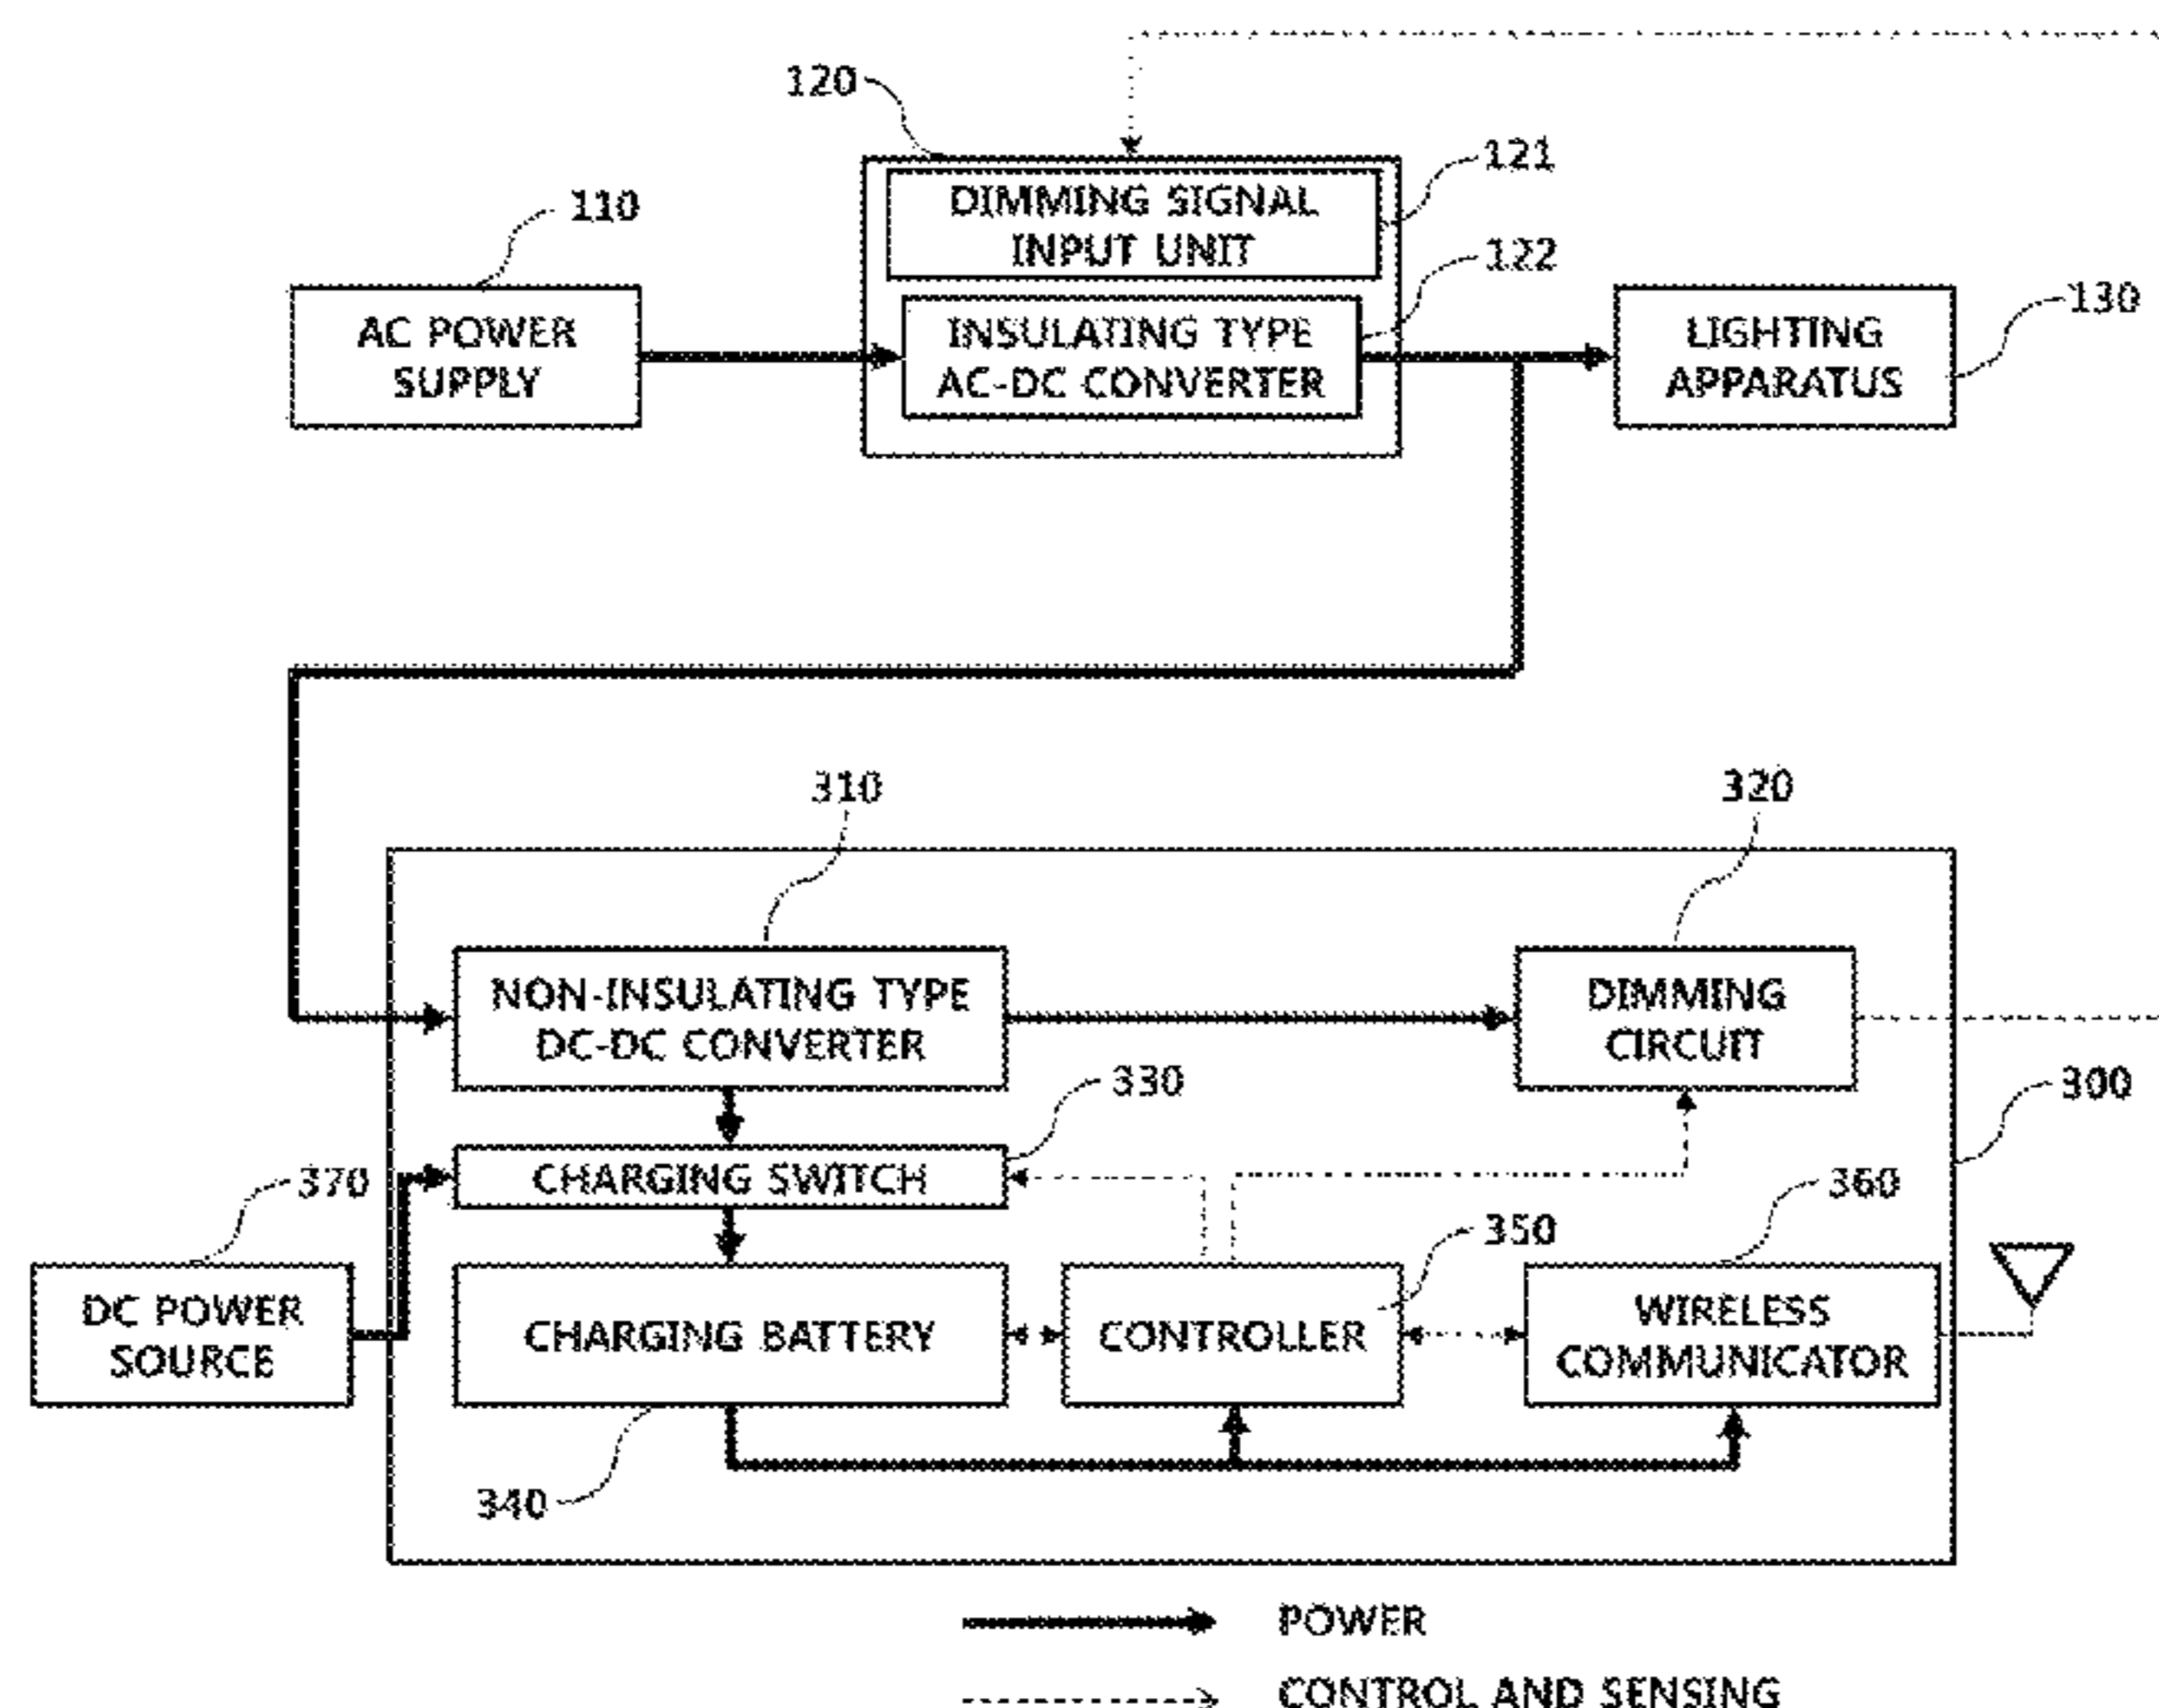 120
121
DIMMING SIGNAL
INPUT UNIT
110
122
AC POWER
SUPPLY
INSULATING TYPE
AC-DC CONVERTER
130
LIGHTING
APPARATUS
310
320
NON-INSULATING TYPE
DC-DC CONVERTER
DIMMING
CIRCUIT
330
300
370
CHARGING SWITCH
360
350
DC POWER
SOURCE
CHARGING BATTERY
CONTROLLER
WIRELESS
COMMUNICATOR
340
POWER
CONTROL AND SENSING